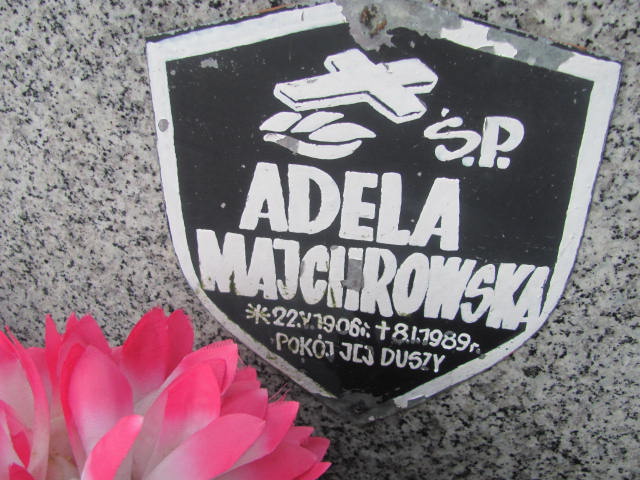 Ś.P.
ADELA
MAJCHROWSKA
*22.V.1906r. †8.I.1989r.
POKÓJ JEJ DUSZY